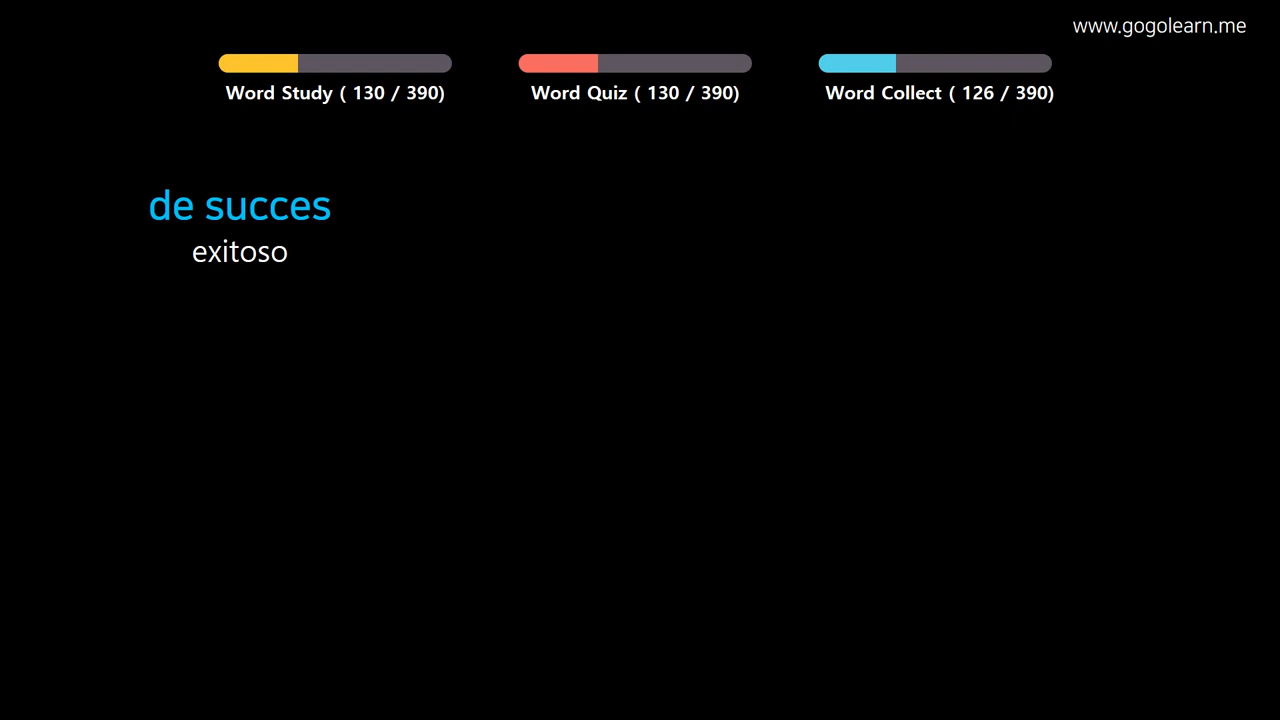 www.gogolearn.me
Word Study ( 130 / 390)
Word Quiz ( 130 / 390)
Word Collect ( 126 / 390)
de succes
exitoso